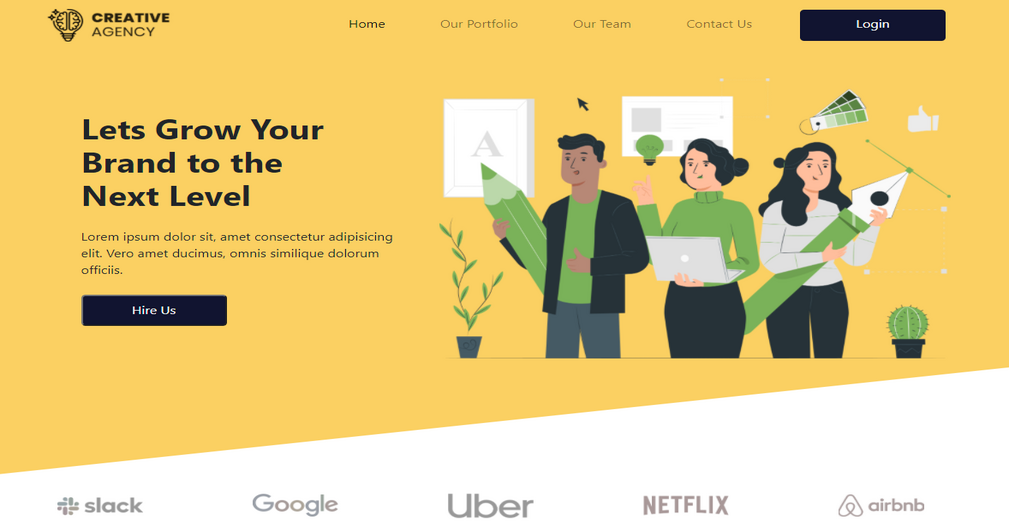 CREATIVE
AGENCY
Home
Our Portfolio
Our Team
Contact Us
Login
Lets Grow Your
Brand to the
Next Level
Lorem ipsum dolor sit, amet consectetur adipisicing
elit. Vero amet ducimus, omnis similique dolorum
officiis.
Hire Us
A
slack
Google
Uber
NETFLIX
airbnb